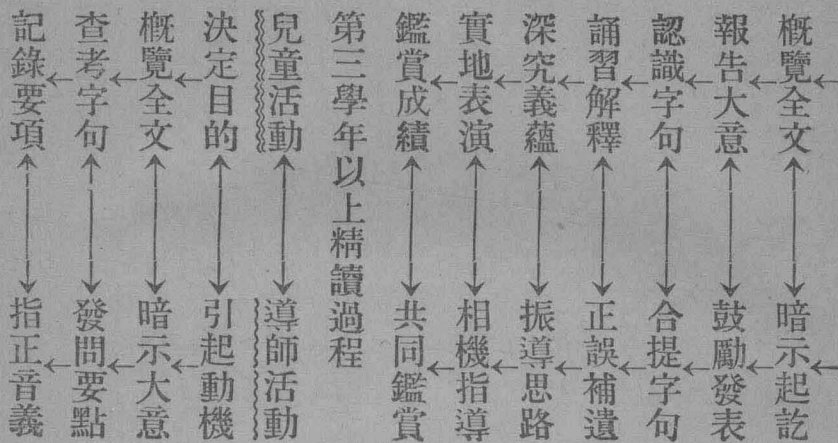 概覽全文 暗示起訖
報告大意 鼓勵發表
認識字句 合提字句
誦習解釋 正誤補遺
深究義蘊 振導思路
實地表演 相機指導
鑑賞成績 共同鑑賞
第三學年以上精讀過程
兒童活動 導師活動
決定目的 引起動機
概覽全文 暗示大意
查考字句 發問要點
記錄要項 指正音義